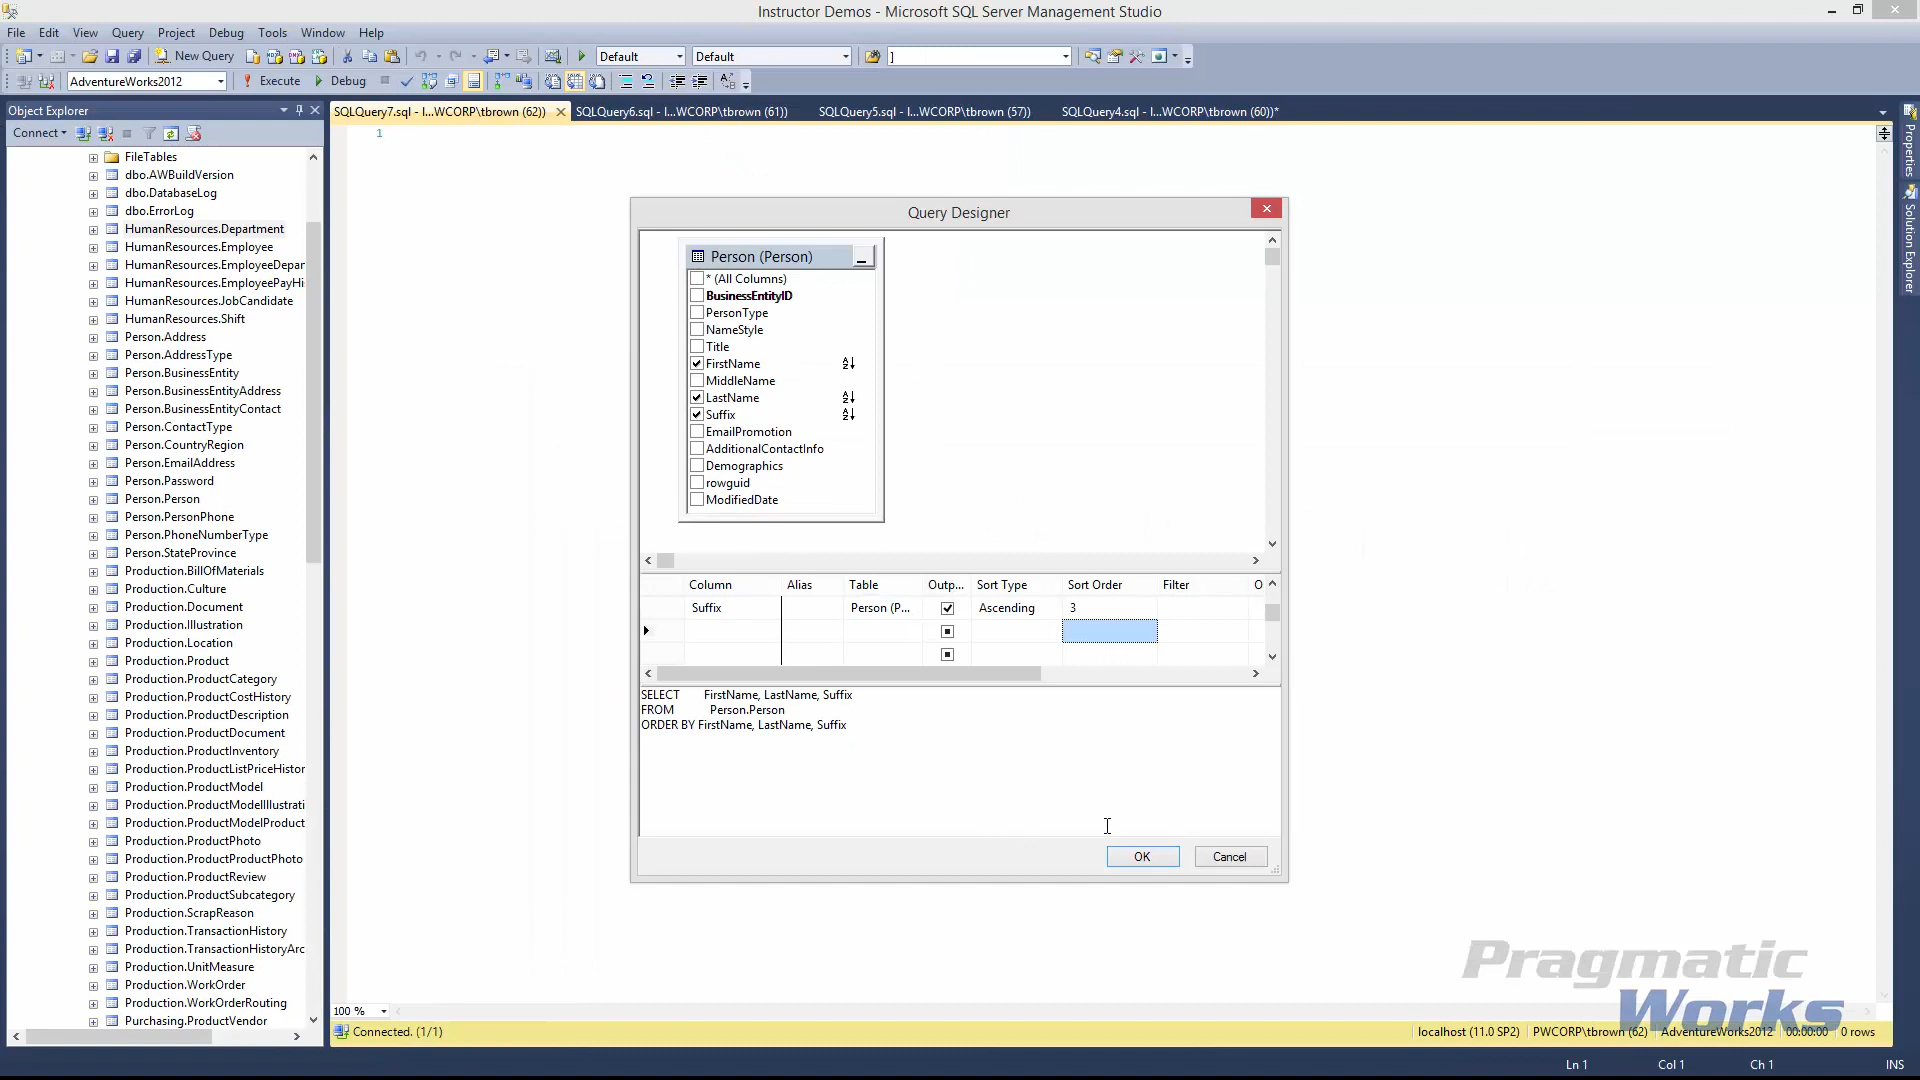 Instructor Demos - Microsoft SQL Server Management Studio
File Edit View Query Project Debug Tools Window Help
New Query Default Default ]
AdventureWorks2012 Execute Debug
Object Explorer
Connect
FileTables
dbo.AWBuildVersion
dbo.DatabaseLog
dbo.ErrorLog
HumanResources.Department
HumanResources.Employee
HumanResources.EmployeeDepar
HumanResources.EmployeePayHi
HumanResources.JobCandidate
HumanResources.Shift
Person.Address
Person.AddressType
Person.BusinessEntity
Person.BusinessEntityAddress
Person.BusinessEntityContact
Person.ContactType
Person.CountryRegion
Person.EmailAddress
Person.Password
Person.Person
Person.PersonPhone
Person.PhoneNumberType
Person.StateProvince
Production.BillOfMaterials
Production.Culture
Production.Document
Production.Illustration
Production.Location
Production.Product
Production.ProductCategory
Production.ProductCostHistory
Production.ProductDescription
Production.ProductDocument
Production.ProductInventory
Production.ProductListPriceHistor
Production.ProductModel
Production.ProductModelIllustrati
Production.ProductModelProduct
Production.ProductPhoto
Production.ProductProductPhoto
Production.ProductReview
Production.ProductSubcategory
Production.ScrapReason
Production.TransactionHistory
Production.TransactionHistoryArc
Production.UnitMeasure
Production.WorkOrder
Production.WorkOrderRouting
Purchasing.ProductVendor
SQLQuery7.sql - l...WCORP\tbrown (62)) SQLQuery6.sql - l...WCORP\tbrown (61)) SQLQuery5.sql - l...WCORP\tbrown (57)) SQLQuery4.sql - l...WCORP\tbrown (60))*
1
Query Designer
Person (Person)
* (All Columns)
BusinessEntityID
PersonType
NameStyle
Title
FirstName
MiddleName
LastName
Suffix
EmailPromotion
AdditionalContactInfo
Demographics
rowguid
ModifiedDate
Column Alias Table Outp... Sort Type Sort Order Filter O
Suffix Person (P... Ascending 3
SELECT FirstName, LastName, Suffix
FROM Person.Person
ORDER BY FirstName, LastName, Suffix
OK Cancel
Properties
Solution Explorer
Pragmatic
Works
100 %
Connected. (1/1) localhost (11.0 SP2) PWCORP\tbrown (62) AdventureWorks2012 00:00:00 0 rows
Ln 1 Col 1 Ch 1 INS